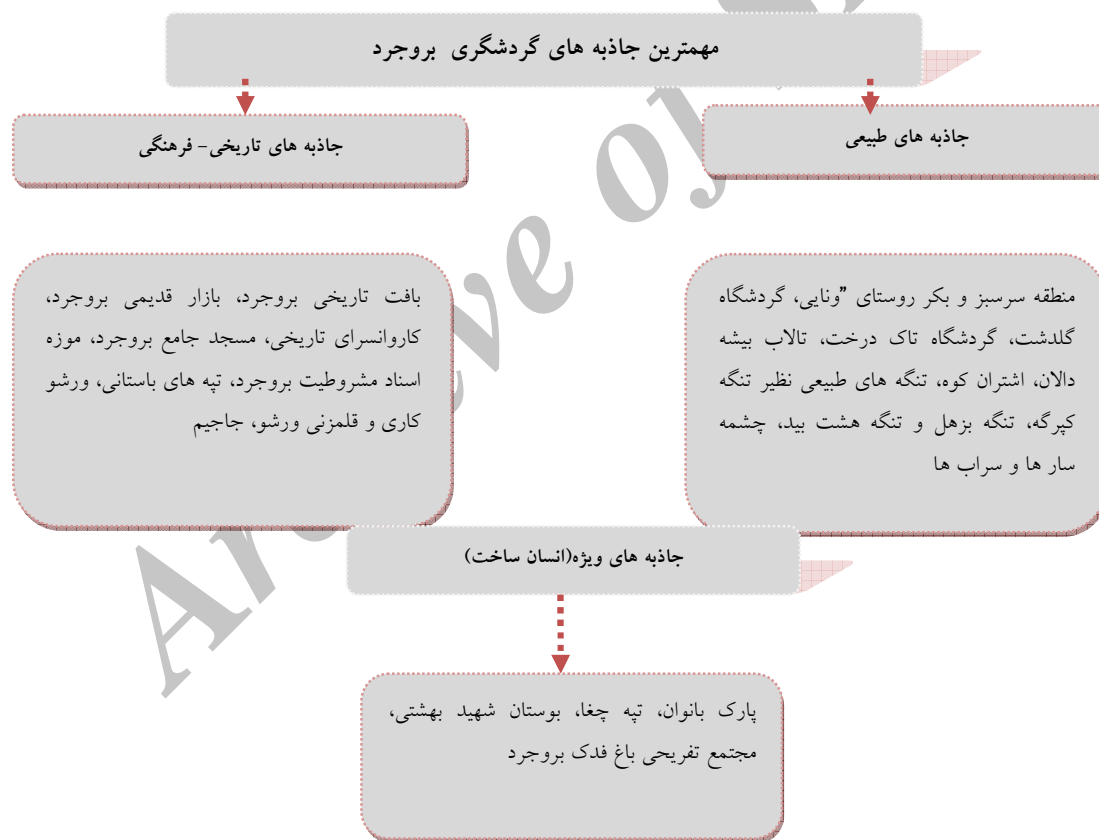 مهمترین جاذبه های گردشگری بروجرد
جاذبه های طبیعی
جاذبه های تاریخی- فرهنگی
منطقه سرسبز و بکر روستای "ونایی، گردشگاه
گلدشت، گردشگاه تاک درخت، تالاب بیشه
دالان، اشتران کوه، تنگه های طبیعی نظیر تنگه
کپرگه، تنگه بزهل و تنگه هشت بید، چشمه
سار ها و سراب ها
بافت تاریخی بروجرد، بازار قدیمی بروجرد،
کاروانسرای تاریخی، مسجد جامع بروجرد، موزه
اسناد مشروطیت بروجرد، تپه های باستانی، ورشو
کاری و قلمزنی ورشو، جاجیم
جاذبه های ویژه(انسان ساخت)
پارک بانوان، تپه چغا، بوستان شهید بهشتی،
مجتمع تفریحی باغ فدک بروجرد